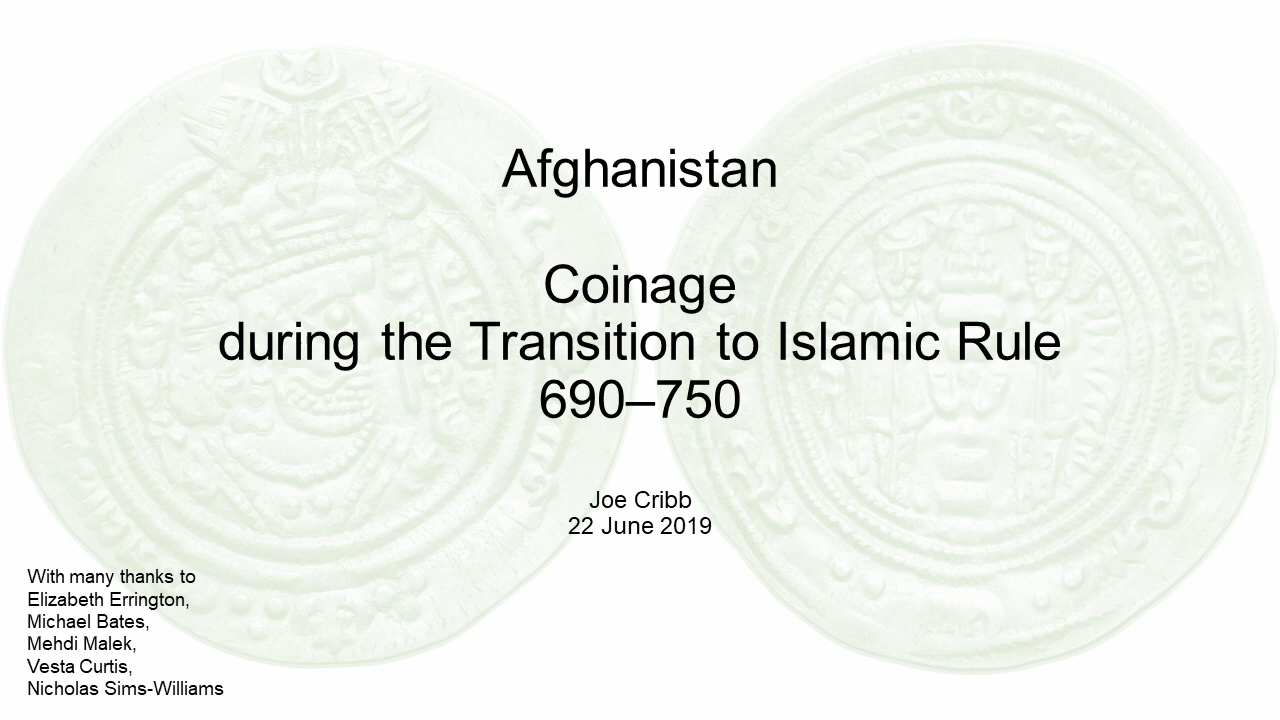 Afghanistan
Coinage
during the Transition to Islamic Rule
690–750
Joe Cribb
22 June 2019
With many thanks to
Elizabeth Errington,
Michael Bates,
Mehdi Malek,
Vesta Curtis,
Nicholas Sims-Williams